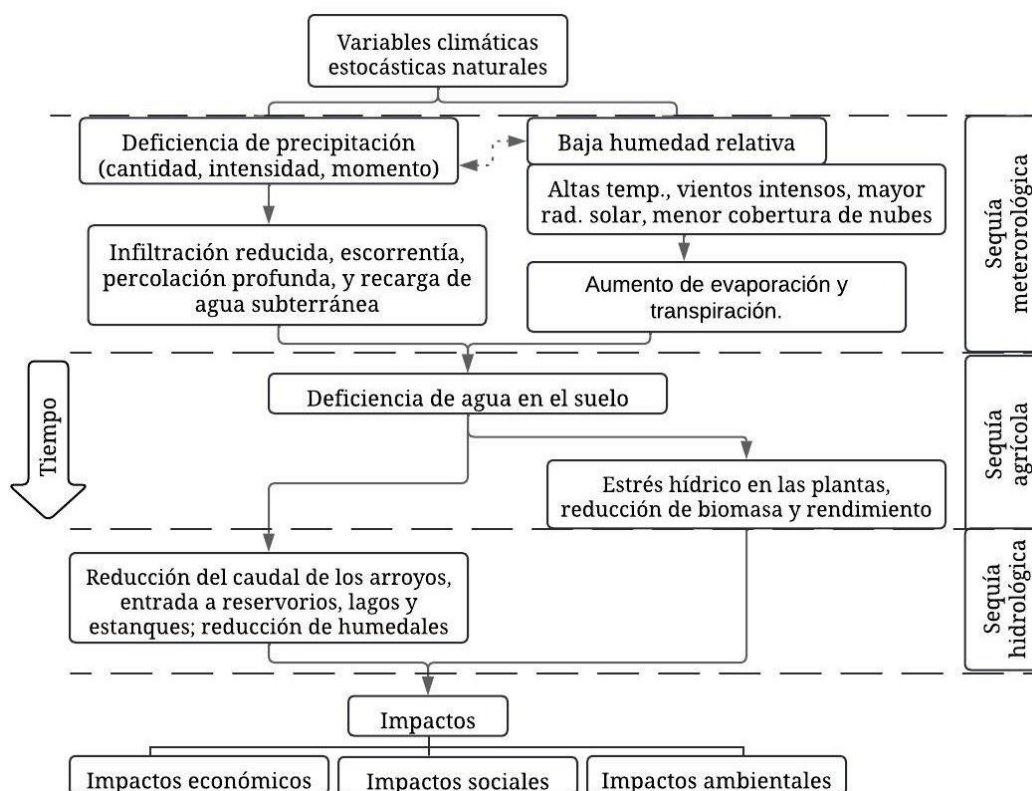 Variables climáticas
estocásticas naturales
Deficiencia de precipitación
(cantidad, intensidad, momento)
Baja humedad relativa
Altas temp., vientos intensos, mayor
rad. solar, menor cobertura de nubes
Infiltración reducida, escorrentía,
percolación profunda, y recarga de
agua subterránea
Aumento de evaporación y
transpiración.
Sequía
meterorológica
Tiempo
Deficiencia de agua en el suelo
Estrés hídrico en las plantas,
reducción de biomasa y rendimiento
Sequía
agrícola
Reducción del caudal de los arroyos,
entrada a reservorios, lagos y
estanques; reducción de humedales
Sequía
hidrológica
Impactos
Impactos económicos
Impactos sociales
Impactos ambientales